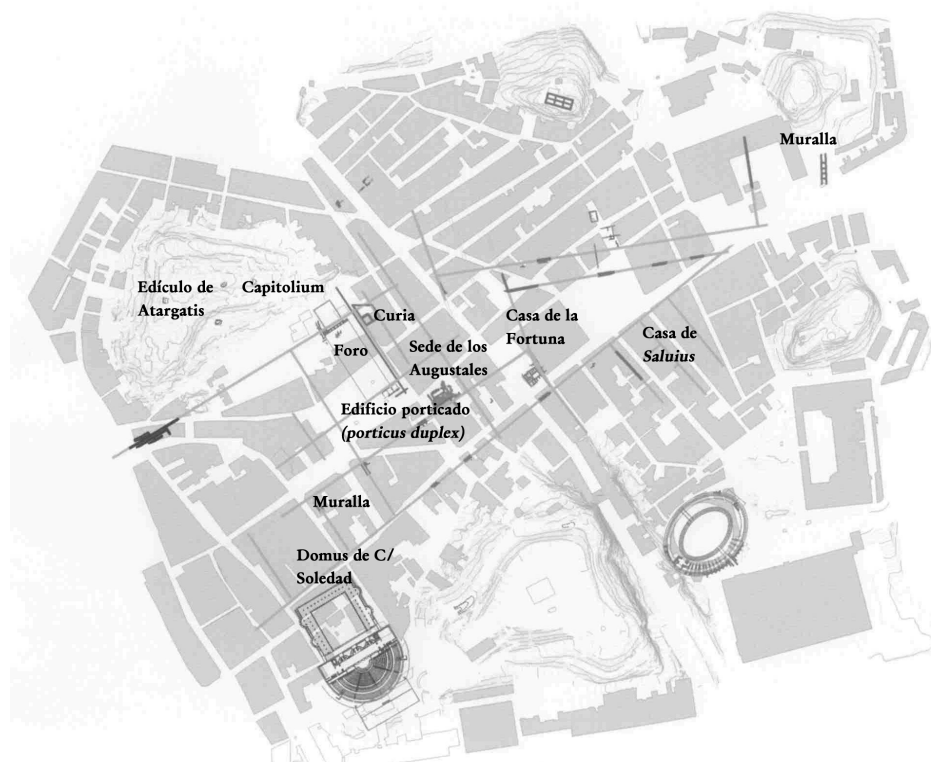 Muralla
Edículo de
Atargatis
Capitolium
Curia
Foro
Sede de los
Augustales
Casa de la
Fortuna
Casa de
Saluius
Edificio porticado
(porticus duplex)
Muralla
Domus de C/
Soledad